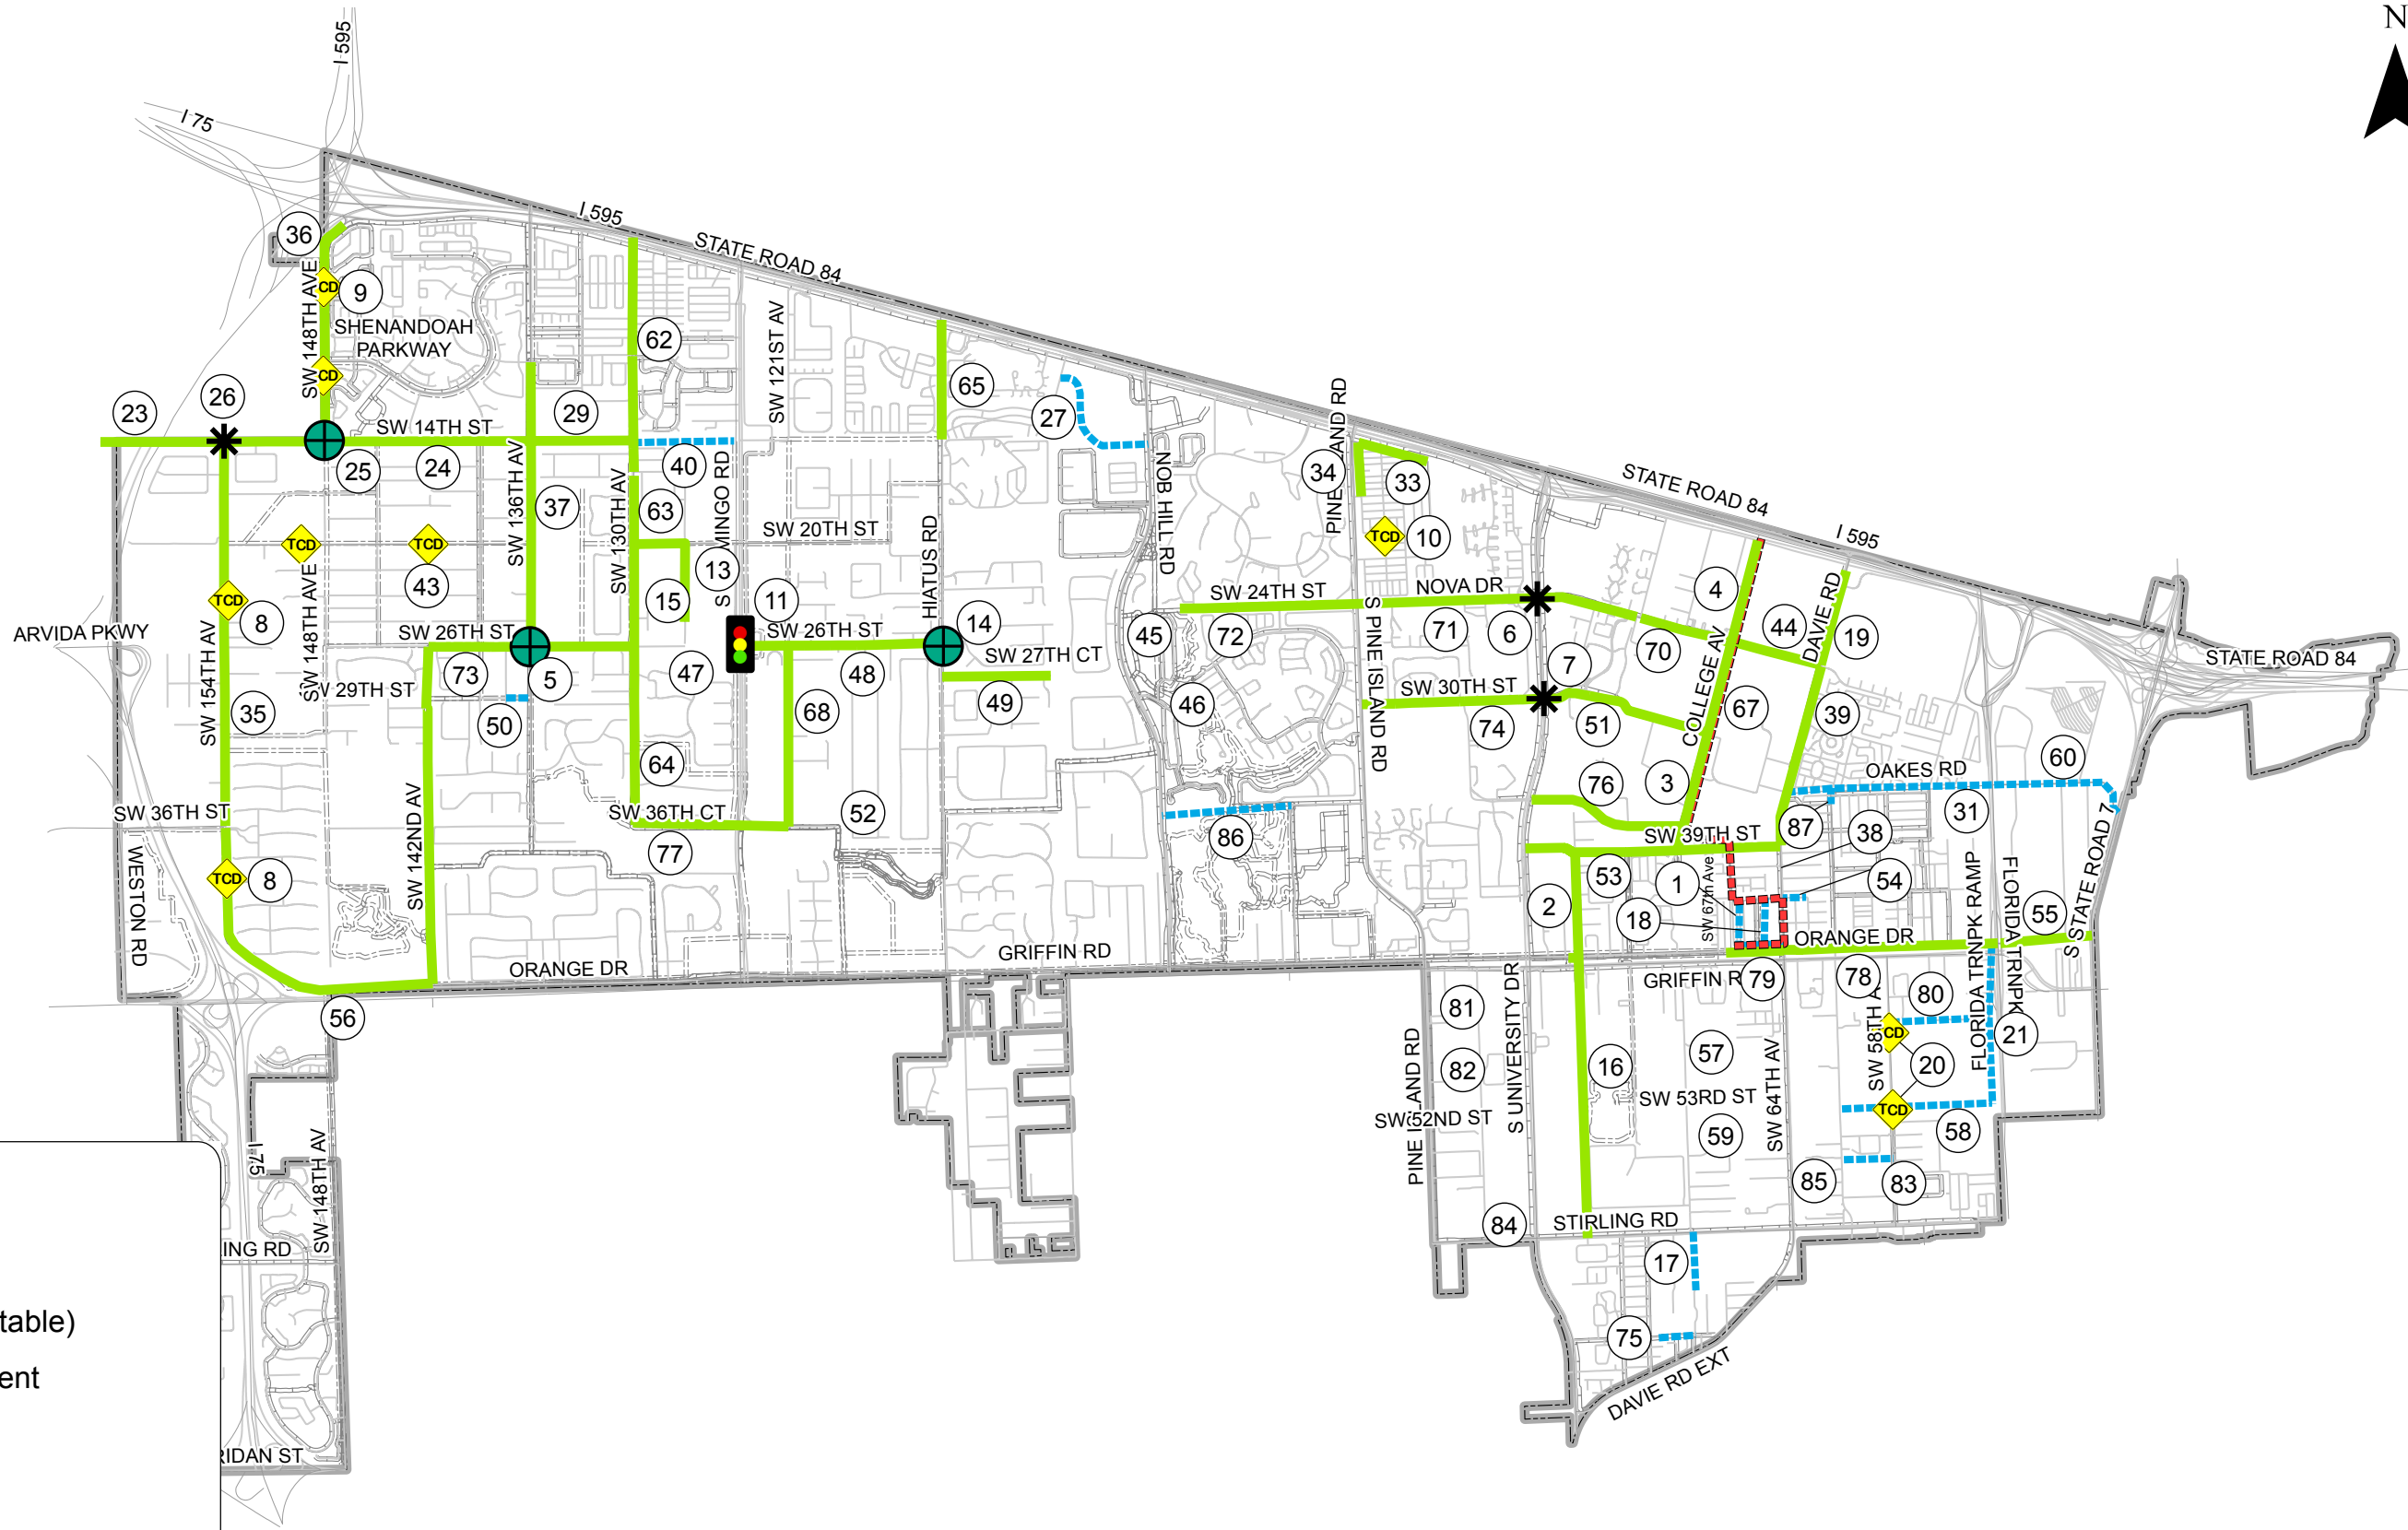 N
I 595
I 75
I 595
STATE ROAD 84
36
9
CD
SW 148TH AVE
SHENANDOAH
PARKWAY
CD
62
SW 121ST AV
65
27
23
26
29
SW 14TH ST
25
24
40
SW 136TH AV
37
SW 130TH AV
63
SW 20TH ST
HIATUS RD
NOB HILL RD
34
33
STATE ROAD 84
I 595
TCD
TCD
43
SW 148TH AVE
13
TCD
10
TCD
8
15
11
SW 24TH ST
NOVA DR
4
44
DAVIE RD
19
ARVIDA PKWY
SW 154TH AV
SW 26TH ST
SW 26TH ST
14
45
72
S PINE ISLAND RD
71
6
70
COLLEGE AV
STATE ROAD 84
73
5
47
48
SW 27TH CT
7
35
50
68
49
46
SW 30TH ST
74
51
67
39
64
76
3
OAKES RD
60
SW 36TH ST
SW 142ND AV
SW 36TH CT
52
86
SW 39TH ST
87
38
31
WESTON RD
TCD
8
77
2
53
1
SW 67th Ave
54
18
55
S STATE ROAD 7
FLORIDA TRNPK RAMP
FLORIDA TRNPK
ORANGE DR
ORANGE DR
GRIFFIN RD
79
78
56
81
S UNIVERSITY DR
80
CD
21
82
16
57
SW 64TH AV
20
SW 52ND ST
SW 53RD ST
TCD
59
58
85
83
I 75
SW 148TH AV
84
STIRLING RD
ING RD
17
table)
75
ent
DAVIE RD EXT
RIDAN ST